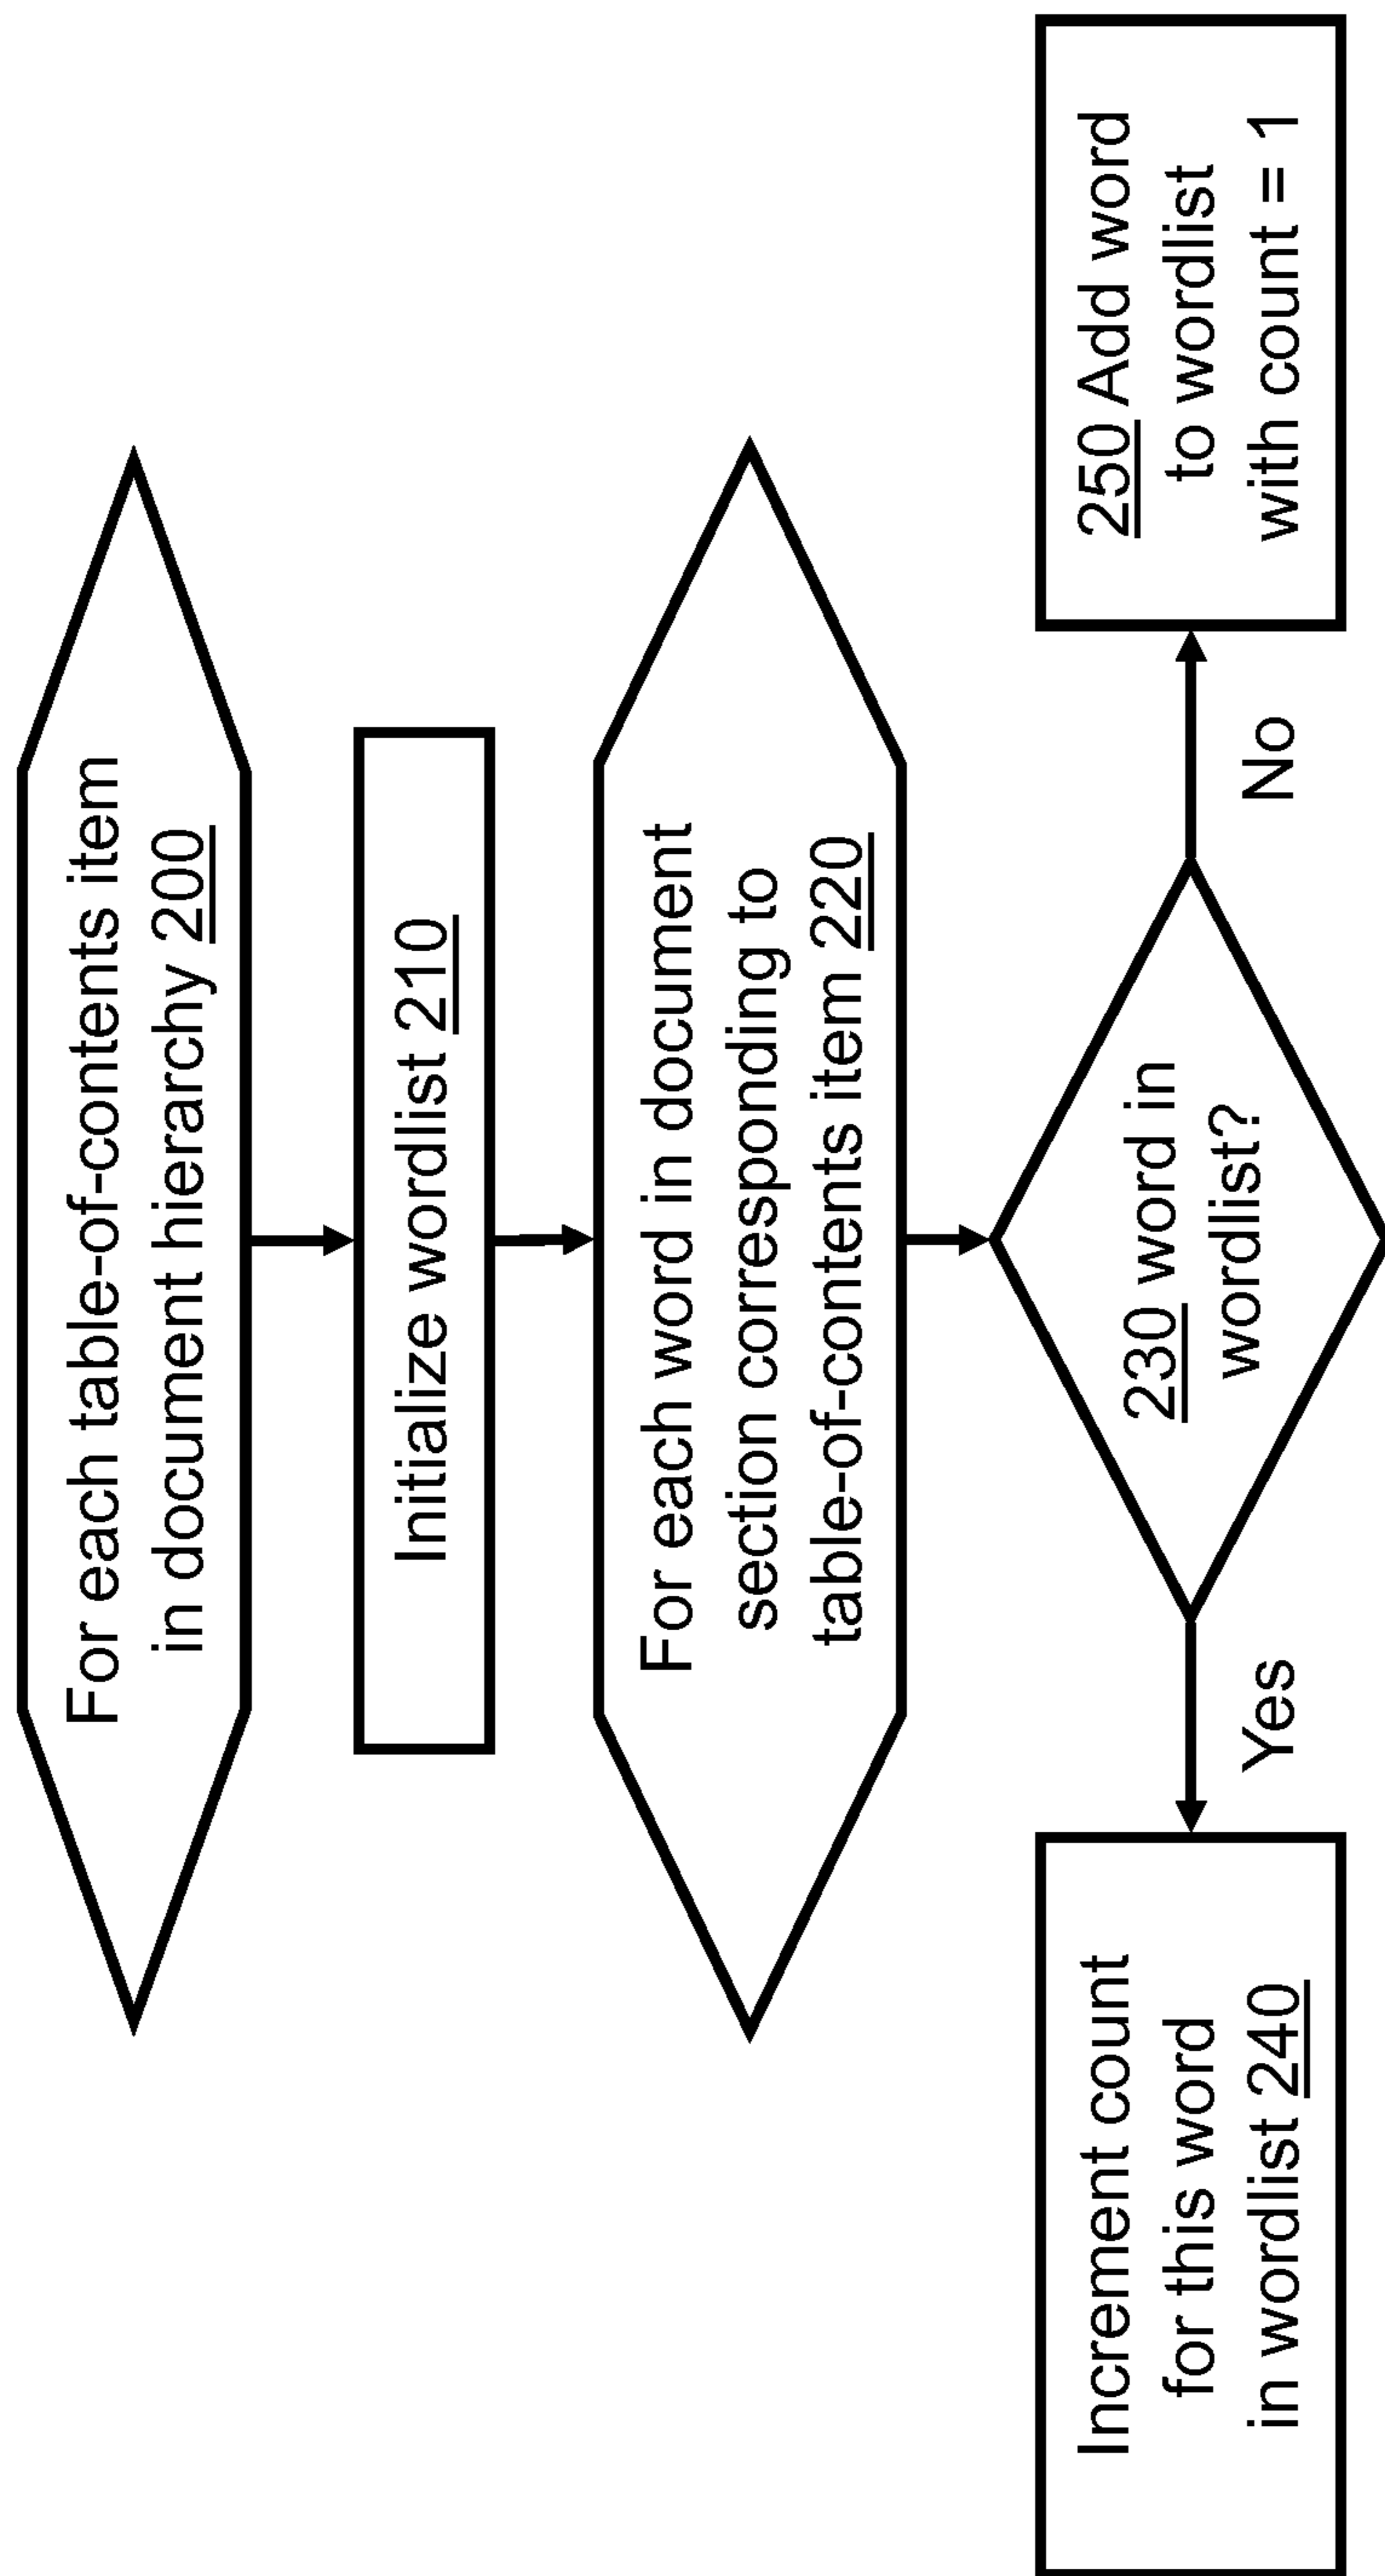 For each table-of-contents item
in document hierarchy 200
Initialize wordlist 210
For each word in document
section corresponding to
table-of-contents item 220
230 word in
wordlist?
Yes
No
Increment count
for this word
in wordlist 240
250 Add word
to wordlist
with count = 1